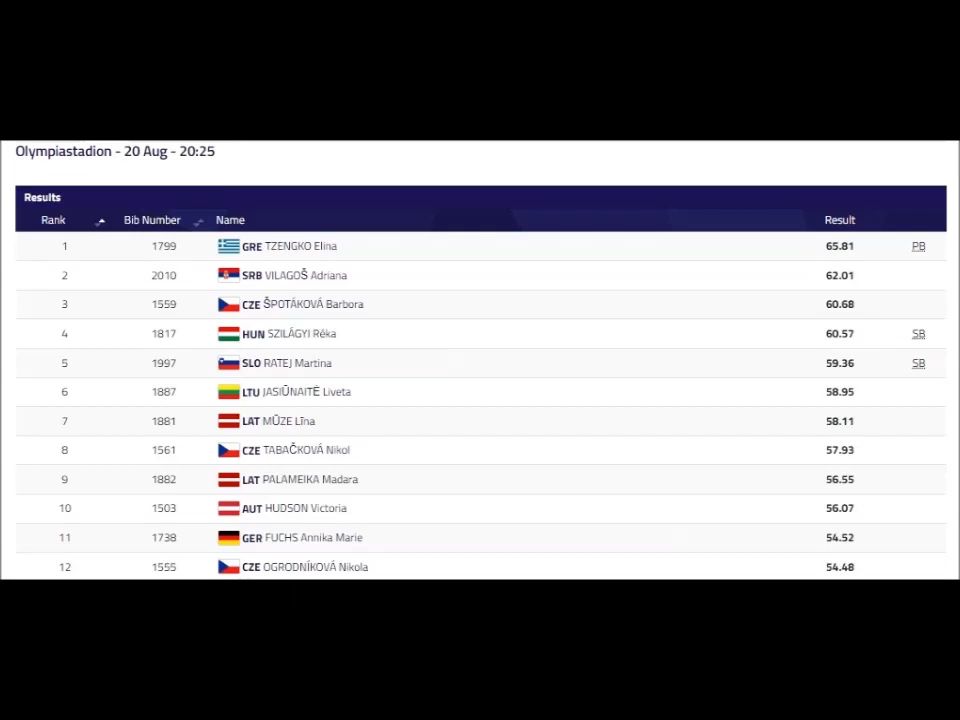 Olympiastadion - 20 Aug - 20:25
Results
Rank Bib Number Name Result
1 1799 GRE TZENGKO Elina 65.81 PB
2 2010 SRB VILAGOŠ Adriana 62.01
3 1559 CZE ŠPOTÁKOVÁ Barbora 60.68
4 1817 HUN SZILÁGYI Réka 60.57 SB
5 1997 SLO RATEJ Martina 59.36 SB
6 1887 LTU JASIŪNAITĖ Liveta 58.95
7 1881 LAT MŪZE Līna 58.11
8 1561 CZE TABAČKOVÁ Nikol 57.93
9 1882 LAT PALAMEIKA Madara 56.55
10 1503 AUT HUDSON Victoria 56.07
11 1738 GER FUCHS Annika Marie 54.52
12 1555 CZE OGRODNÍKOVÁ Nikola 54.48